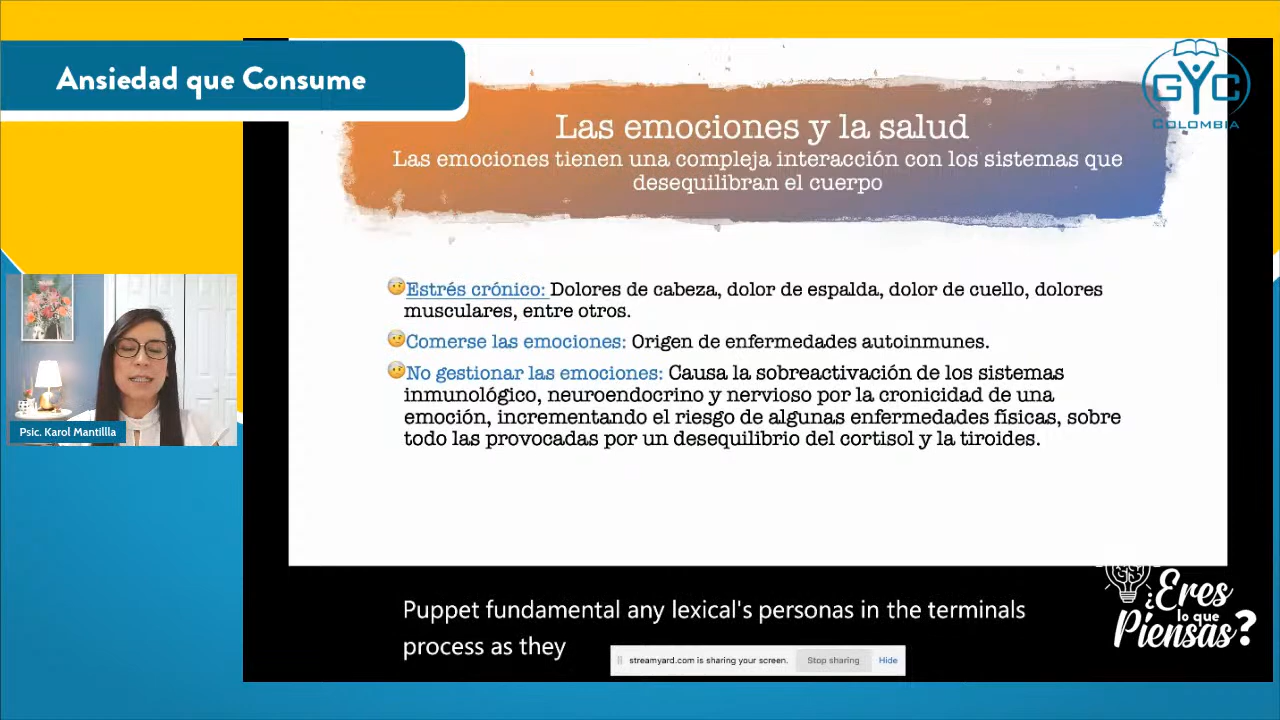 Ansiedad que Consume
GYC
COLOMBIA
Las emociones y la salud
Las emociones tienen una compleja interacción con los sistemas que
desequilibran el cuerpo
Estrés crónico: Dolores de cabeza, dolor de espalda, dolor de cuello, dolores
musculares, entre otros.
Comerse las emociones: Origen de enfermedades autoinmunes.
No gestionar las emociones: Causa la sobreactivación de los sistemas
inmunológico, neuroendocrino y nervioso por la cronicidad de una
emoción, incrementando el riesgo de algunas enfermedades físicas, sobre
todo las provocadas por un desequilibrio del cortisol y la tiroides.
Psic. Karol Mantillla
¿Eres
lo que
Piensas?
Puppet fundamental any lexical's personas in the terminals
process as they
streamyard.com is sharing your screen. Stop sharing Hide